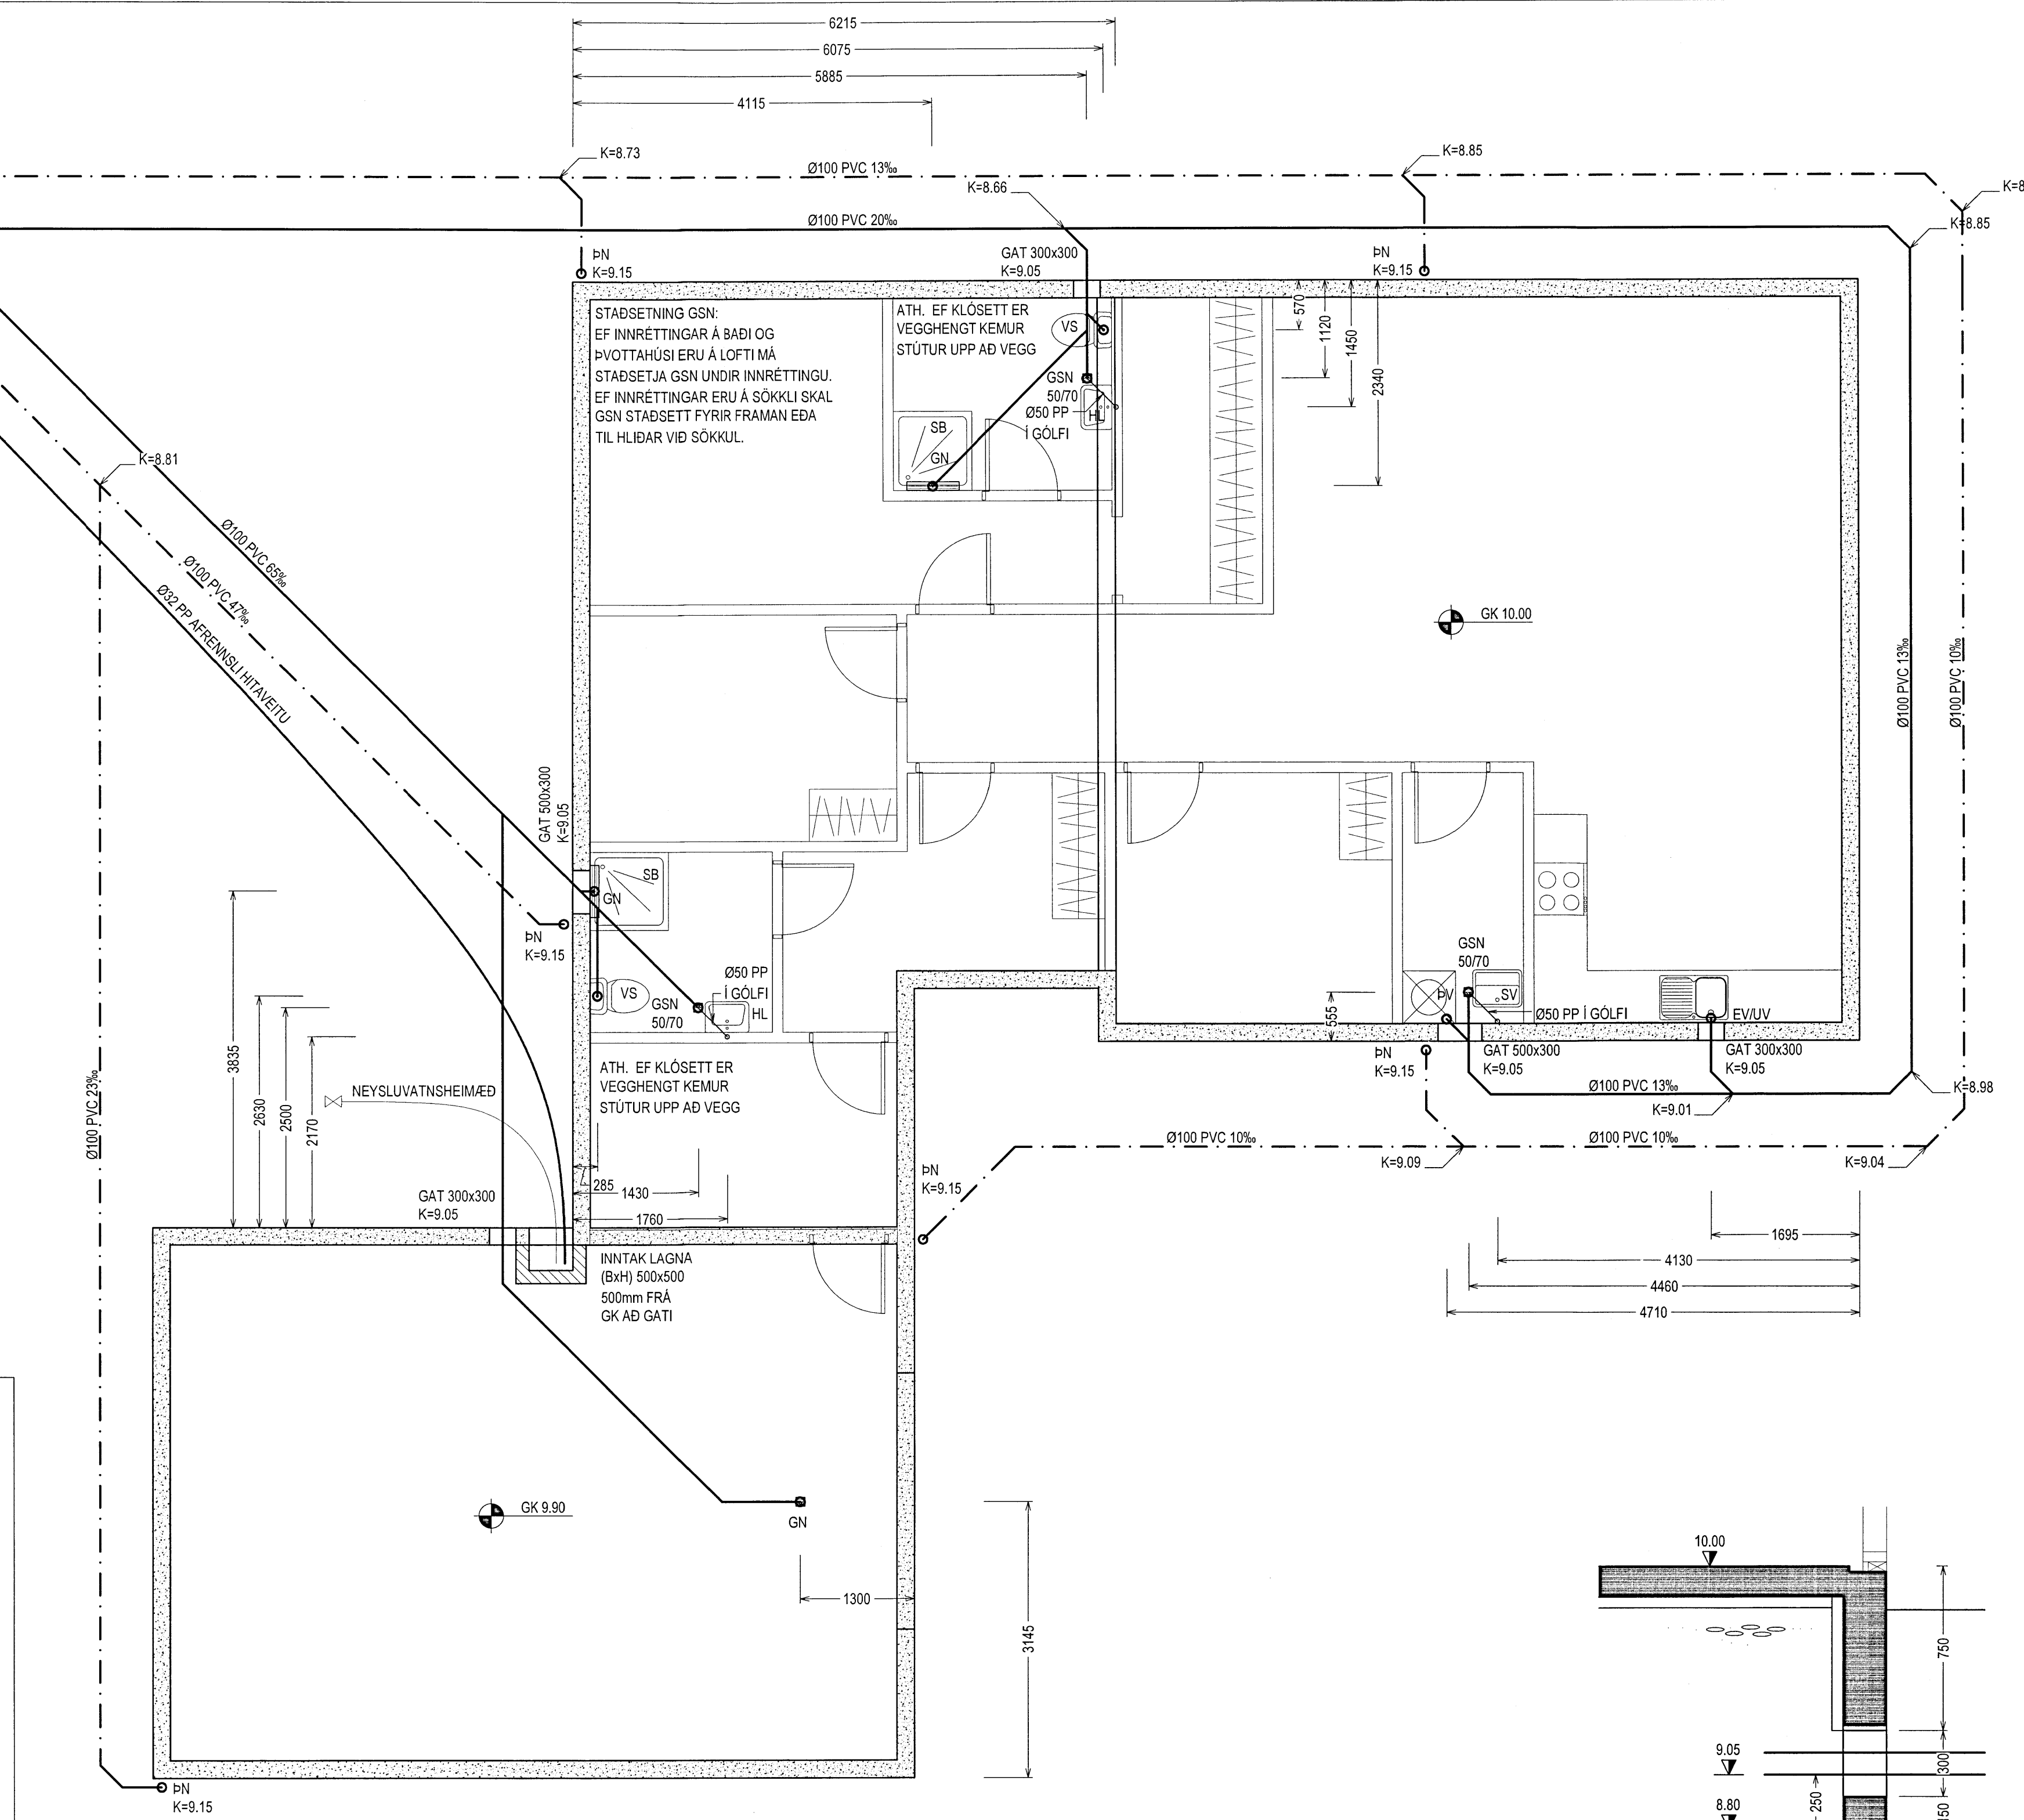 6215
6075
5885
4115
K=8.73
Ø100 PVC 13‰
K=8.85
K=8.66
K=8.85
Ø100 PVC 20‰
ÞN
K=9.15
GAT 300x300
K=9.05
ÞN
K=9.15
STAÐSETNING GSN:
EF INNRÉTTINGAR Á BAÐI OG
ÞVOTTAHÚSI ERU Á LOFTI MÁ
STAÐSETJA GSN UNDIR INNRÉTTINGU.
EF INNRÉTTINGAR ERU Á SÖKKLI SKAL
GSN STAÐSETT FYRIR FRAMAN EÐA
TIL HLIÐAR VIÐ SÖKKUL.
ATH. EF KLÓSETT ER
VEGGHENGT KEMUR
STÚTUR UPP AÐ VEGG
VS
GSN
50/70
Ø50 PP
Í GÓLFI
HL
SB
GN
570
1120
1450
2340
K=8.81
Ø100 PVC 65‰
Ø100 PVC 47‰
Ø32 PP AFRENNSLI HITAVEITU
GK 10.00
Ø100 PVC 13‰
Ø100 PVC 10‰
GAT 500x300
K=9.05
SB
GN
ÞN
K=9.15
VS
GSN
50/70
Ø50 PP
Í GÓLFI
HL
GSN
50/70
ÞV
SV
Ø50 PP Í GÓLFI
EV/UV
555
ÞN
K=9.15
GAT 500x300
K=9.05
GAT 300x300
K=9.05
Ø100 PVC 13‰
K=9.01
K=8.98
3835
2630
2500
2170
Ø100 PVC 23‰
NEYSLUVATNSHEIMÆÐ
ATH. EF KLÓSETT ER
VEGGHENGT KEMUR
STÚTUR UPP AÐ VEGG
Ø100 PVC 10‰
Ø100 PVC 10‰
K=9.09
K=9.04
ÞN
K=9.15
285
1430
1760
GAT 300x300
K=9.05
1695
4130
4460
4710
INNTAK LAGNA
(BxH) 500x500
500mm FRÁ
GK AÐ GATI
GK 9.90
GN
1300
3145
10.00
750
9.05
300
250
8.80
150
ÞN
K=9.15